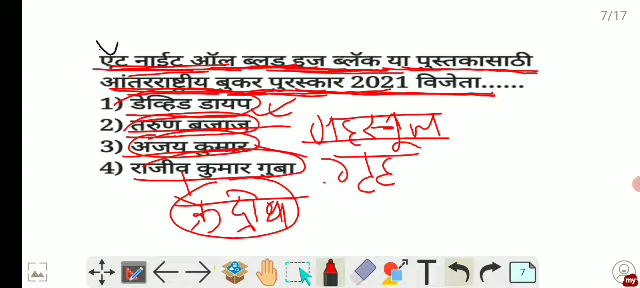 7/17
एट नाईट ऑल ब्लड इज ब्लॅक या पुस्तकासाठी
आंतरराष्ट्रीय बुकर पुरस्कार 2021 विजेता......
1) डेव्हिड डायप
2) तरुण बजाज
3) अजय कुमार
4) राजीव कुमार गुबा
T
7
my